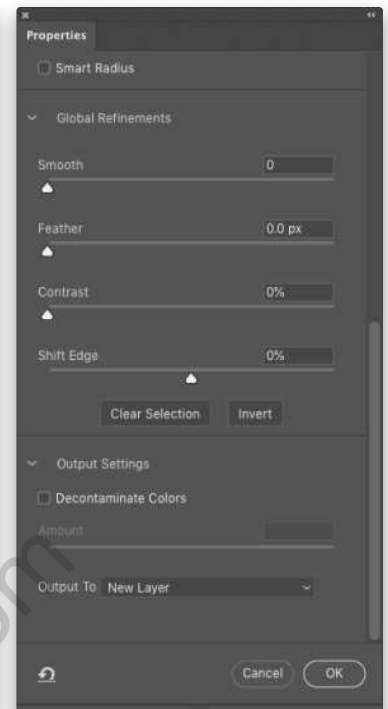 Properties
Smart Radius
Global Refinements
Smooth 0
Feather 0.0 px
Contrast 0%
Shift Edge 0%
Clear Selection Invert
Output Settings
Decontaminate Colors
Amount
Output To New Layer
Cancel OK
om